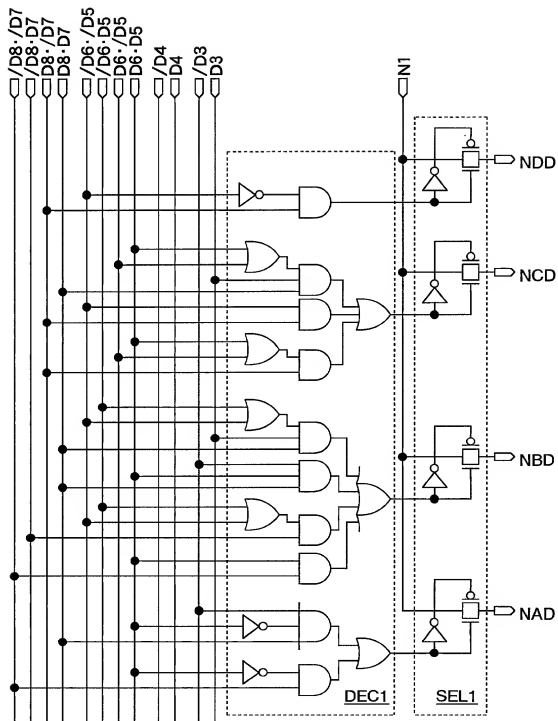 /D8·/D7
/D8·D7
D8·/D7
D8·D7
/D6·/D5
/D6·D5
D6·/D5
D6·D5
/D4
D4
/D3
D3
N1
NDD
NCD
NBD
NAD
DEC1
SEL1